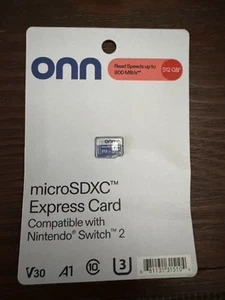 onn
Read Speeds up to
800 MB/s**
512 GB*
microSDXC™
Express Card
Compatible with
Nintendo® Switch™ 2
V30 A1 10 U3